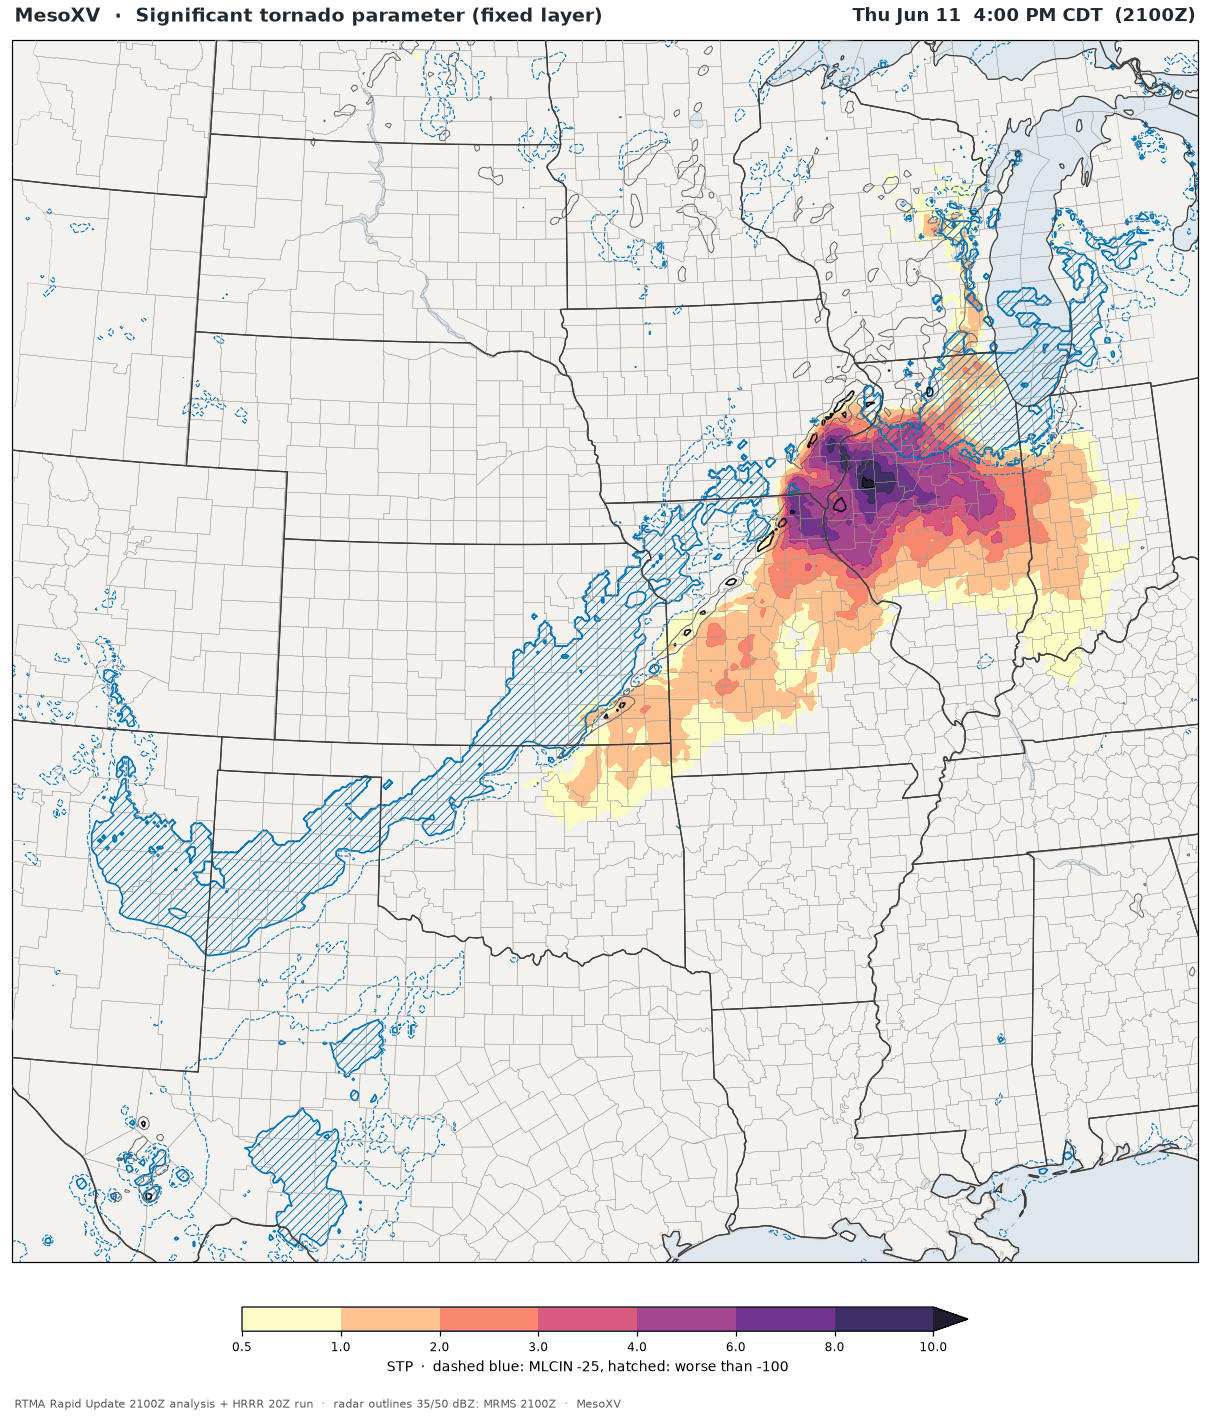 MesoXV · Significant tornado parameter (fixed layer)
Thu Jun 11 4:00 PM CDT (2100Z)
0.5 1.0 2.0 3.0 4.0 6.0 8.0 10.0
STP · dashed blue: MLCIN -25, hatched: worse than -100
RTMA Rapid Update 2100Z analysis + HRRR 20Z run · radar outlines 35/50 dBZ: MRMS 2100Z · MesoXV